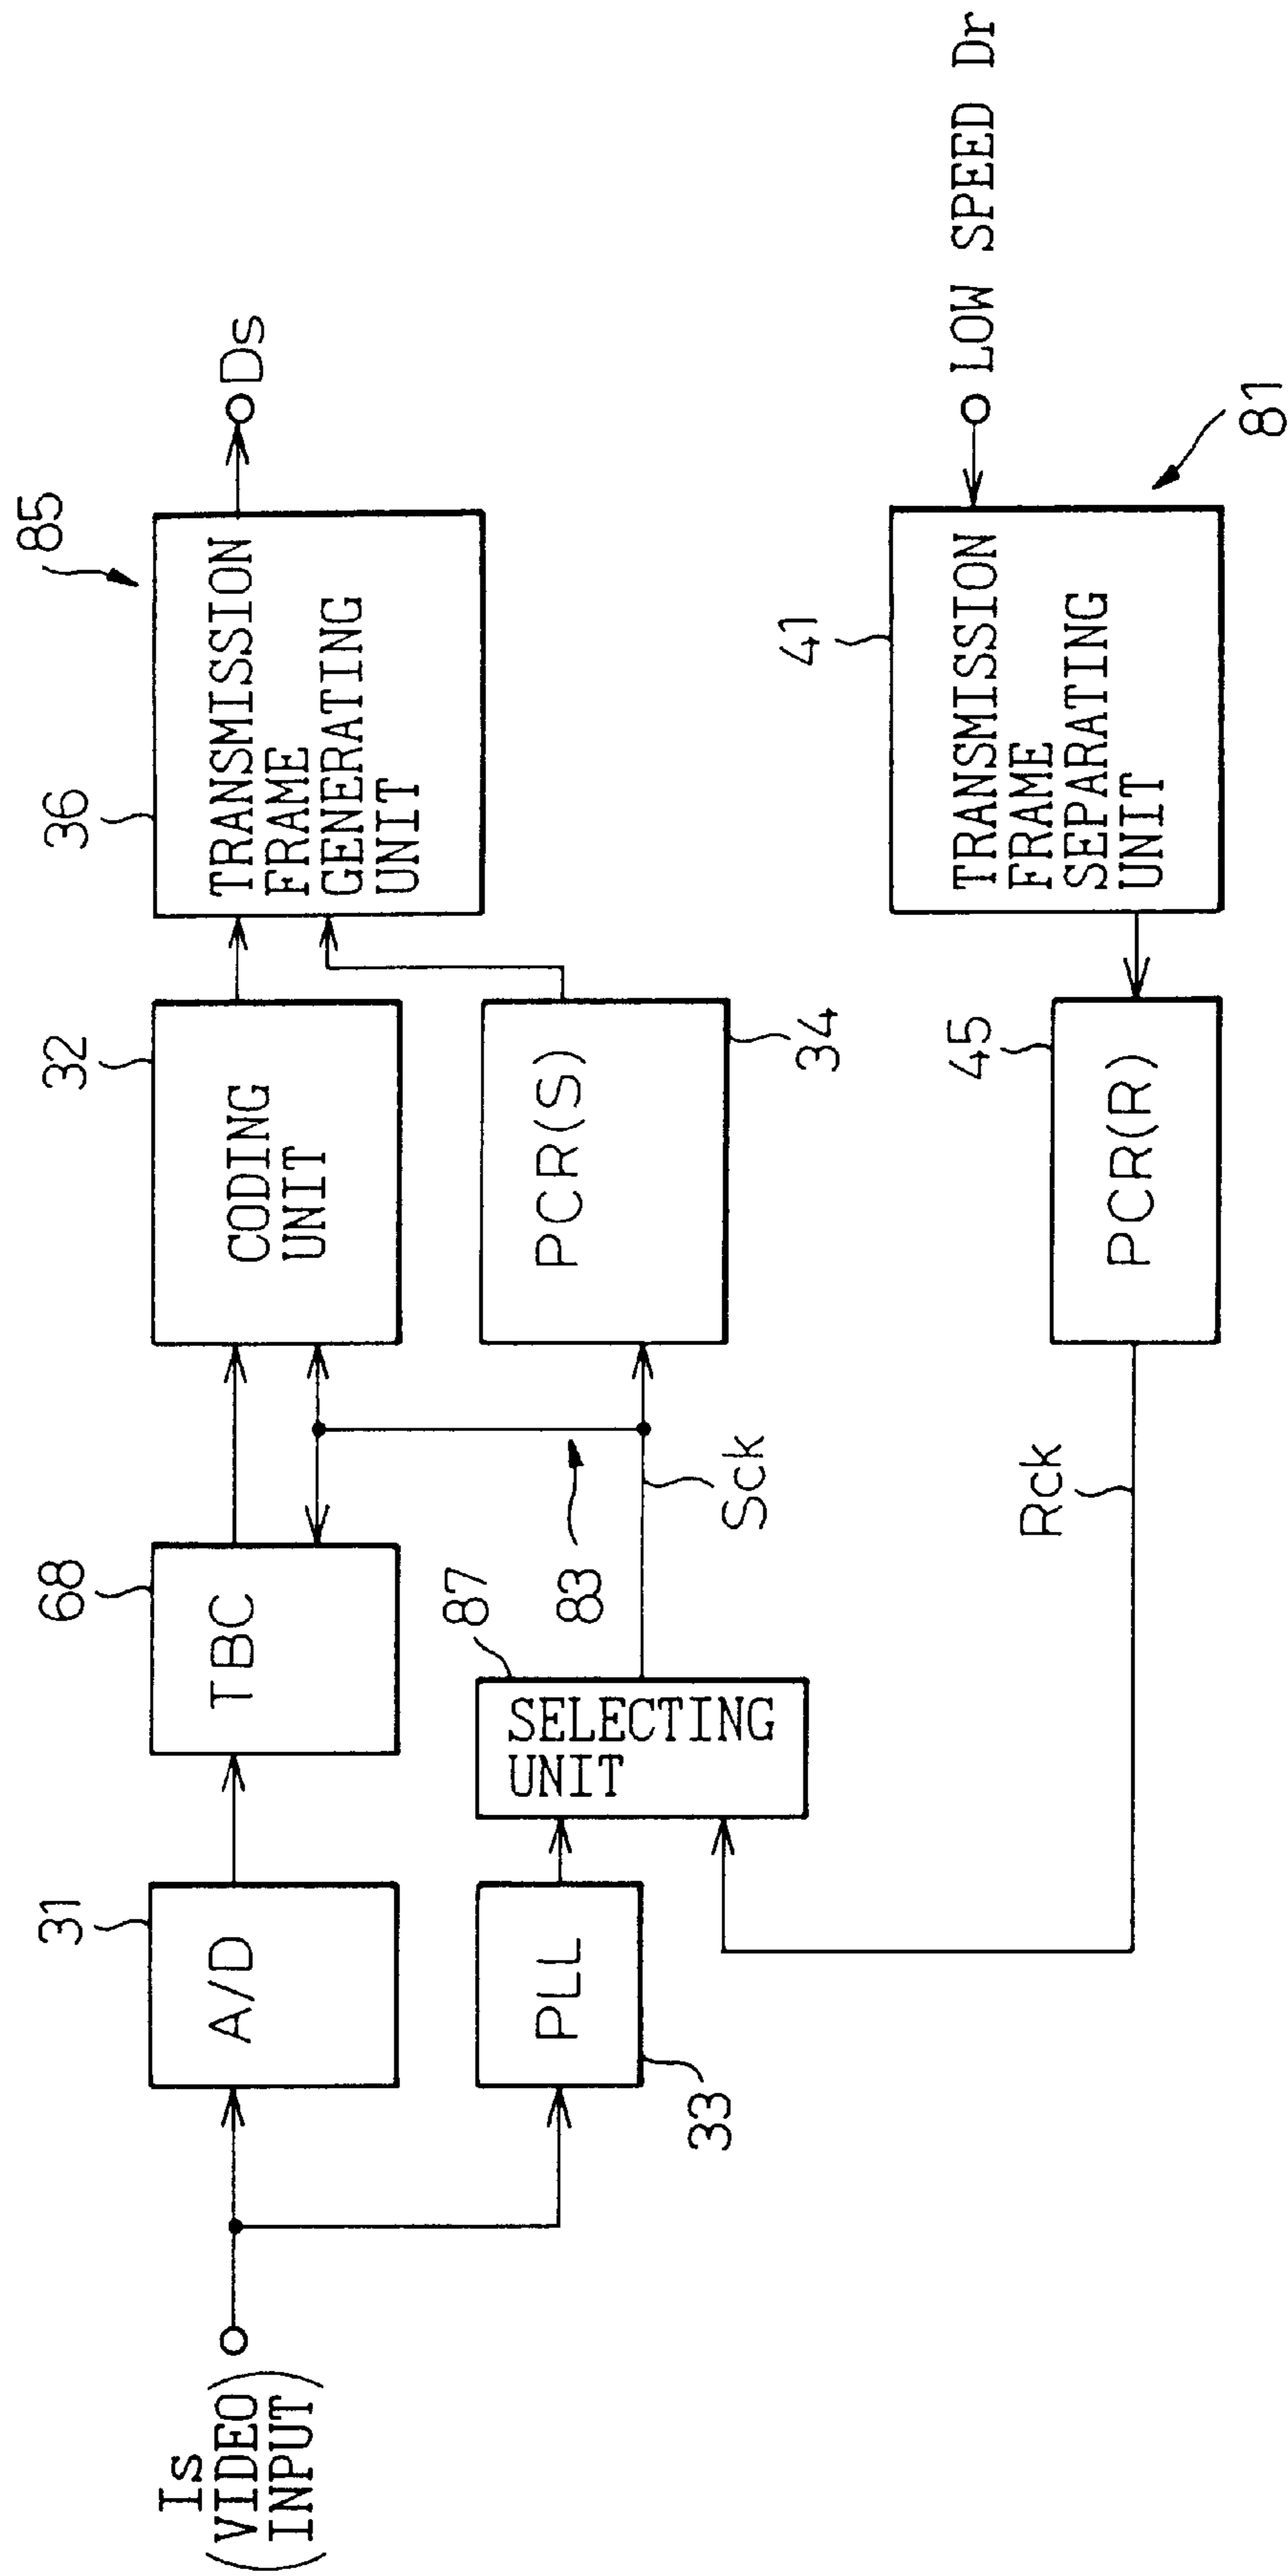 Is
(VIDEO
INPUT)
31
A/D
68
TBC
32
CODING
UNIT
36
TRANSMISSION
FRAME
GENERATING
UNIT
85
Ds
33
PLL
87
SELECTING
UNIT
83
Sck
PCR(S)
34
Rck
45
PCR(R)
41
TRANSMISSION
FRAME
SEPARATING
UNIT
LOW SPEED Dr
81